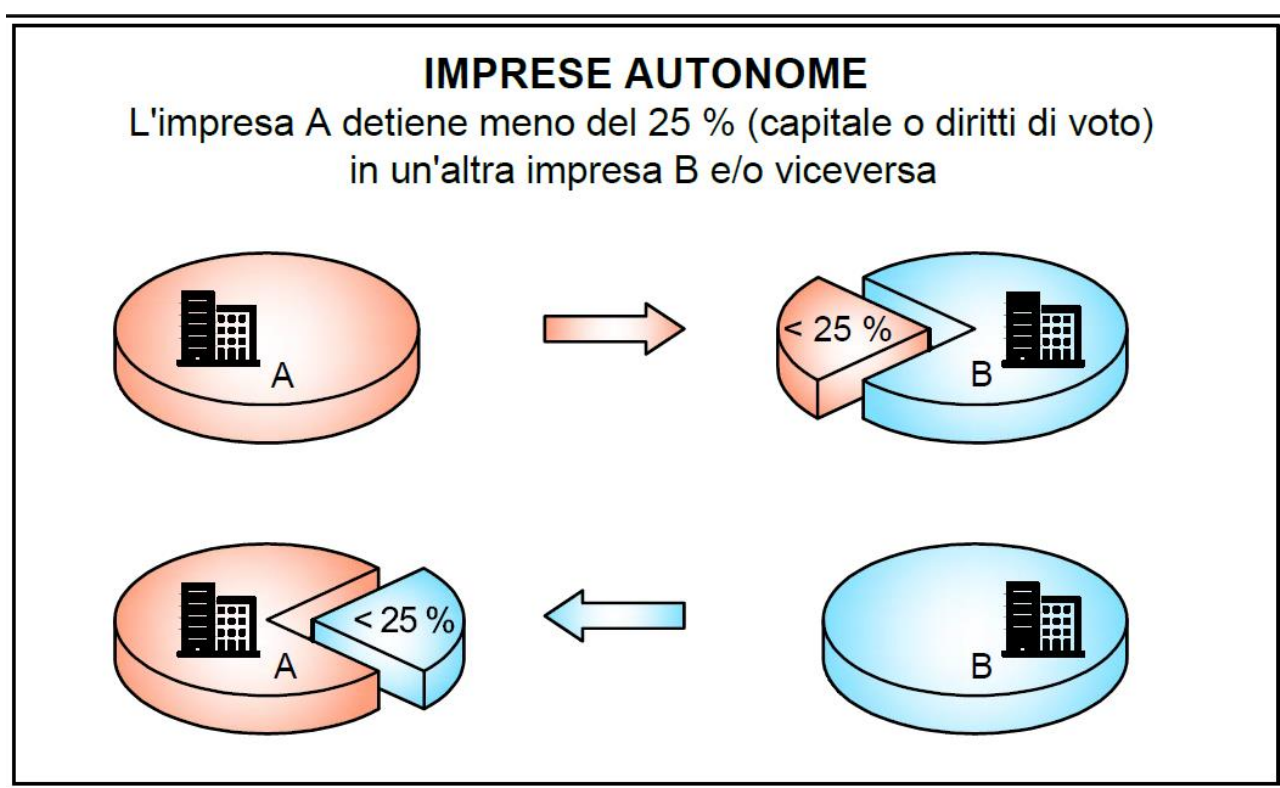 IMPRESE AUTONOME
L'impresa A detiene meno del 25 % (capitale o diritti di voto)
in un'altra impresa B e/o viceversa
A
< 25 %
B
A
< 25 %
B